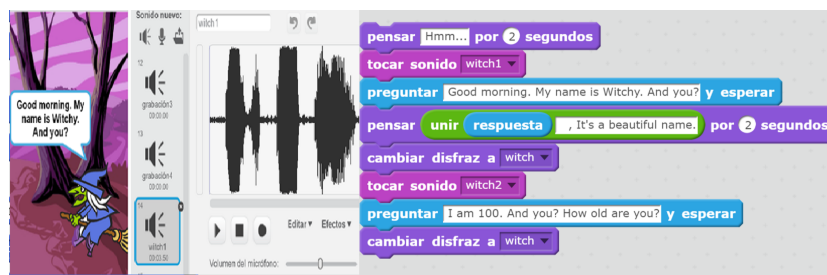 Good morning. My
name is Witchy.
And you?
Sonido nuevo:
12
grabación3
00:00.00
13
grabación4
00:00.00
14
witch1
00:03.50
witch1
Editar
Efectos
Volumen del micrófono:
pensar Hmm... por 2 segundos
tocar sonido witch1
preguntar Good morning. My name is Witchy. And you? y esperar
pensar unir respuesta , It's a beautiful name. por 2 segundos
cambiar disfraz a witch
tocar sonido witch2
preguntar I am 100. And you? How old are you? y esperar
cambiar disfraz a witch